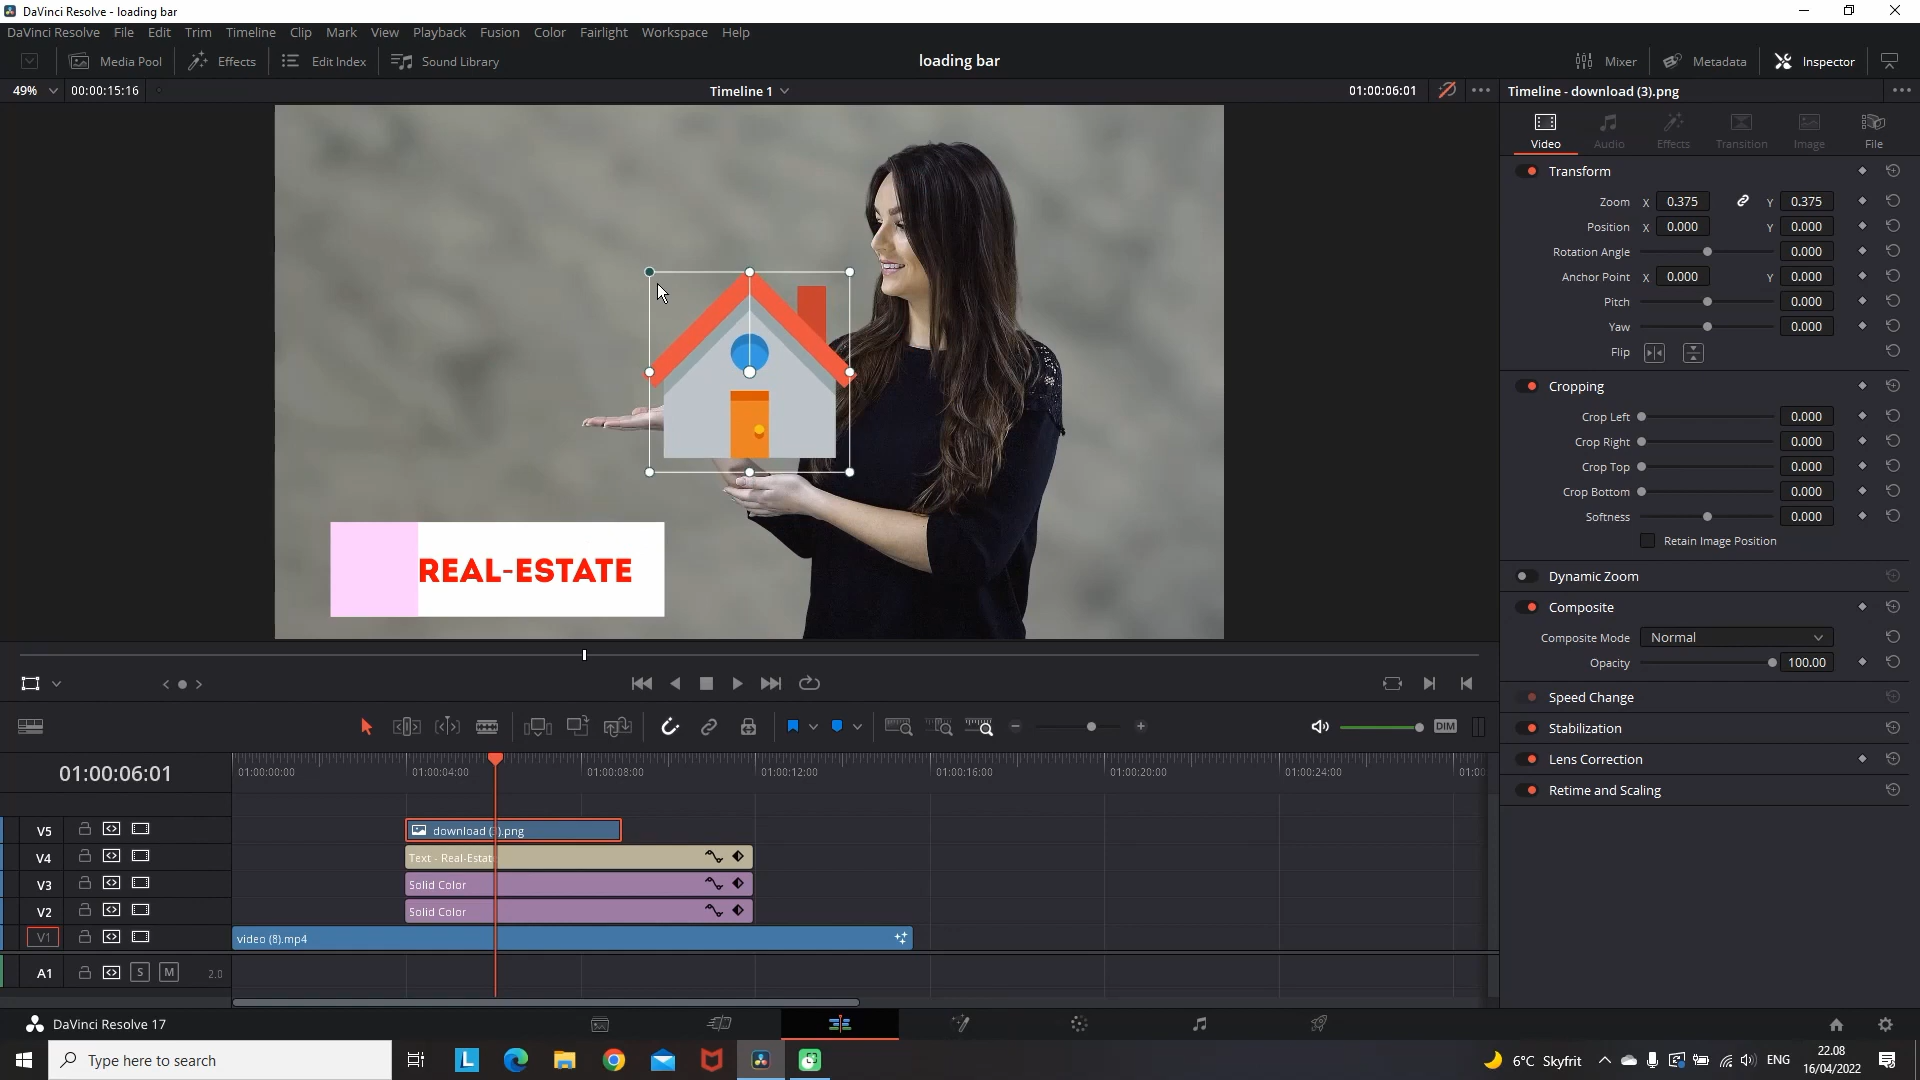 DaVinci Resolve - loading bar
DaVinci Resolve File Edit Trim Timeline Clip Mark View Playback Fusion Color Fairlight Workspace Help
Media Pool Effects Edit Index Sound Library loading bar Mixer Metadata Inspector
49% 00:00:15:16 Timeline 1 01:00:06:01 Timeline - download (3).png
Video Audio Effects Transition Image File
Transform
Zoom X 0.375 Y 0.375
Position X 0.000 Y 0.000
Rotation Angle 0.000
Anchor Point X 0.000 Y 0.000
Pitch 0.000
Yaw 0.000
Flip
Cropping
Crop Left 0.000
Crop Right 0.000
Crop Top 0.000
Crop Bottom 0.000
Softness 0.000
Retain Image Position
Dynamic Zoom
Composite
Composite Mode Normal
Opacity 100.00
Speed Change
Stabilization
Lens Correction
Retime and Scaling
REAL-ESTATE
DIM
01:00:06:01
01:00:00:00 01:00:04:00 01:00:08:00 01:00:12:00 01:00:16:00 01:00:20:00 01:00:24:00
V5 download (3).png
V4 Text - Real-Estate
V3 Solid Color
V2 Solid Color
V1 video (8).mp4
A1 S M 2.0
DaVinci Resolve 17
Type here to search
L
6°C Skyfrit
ENG
22.08
16/04/2022